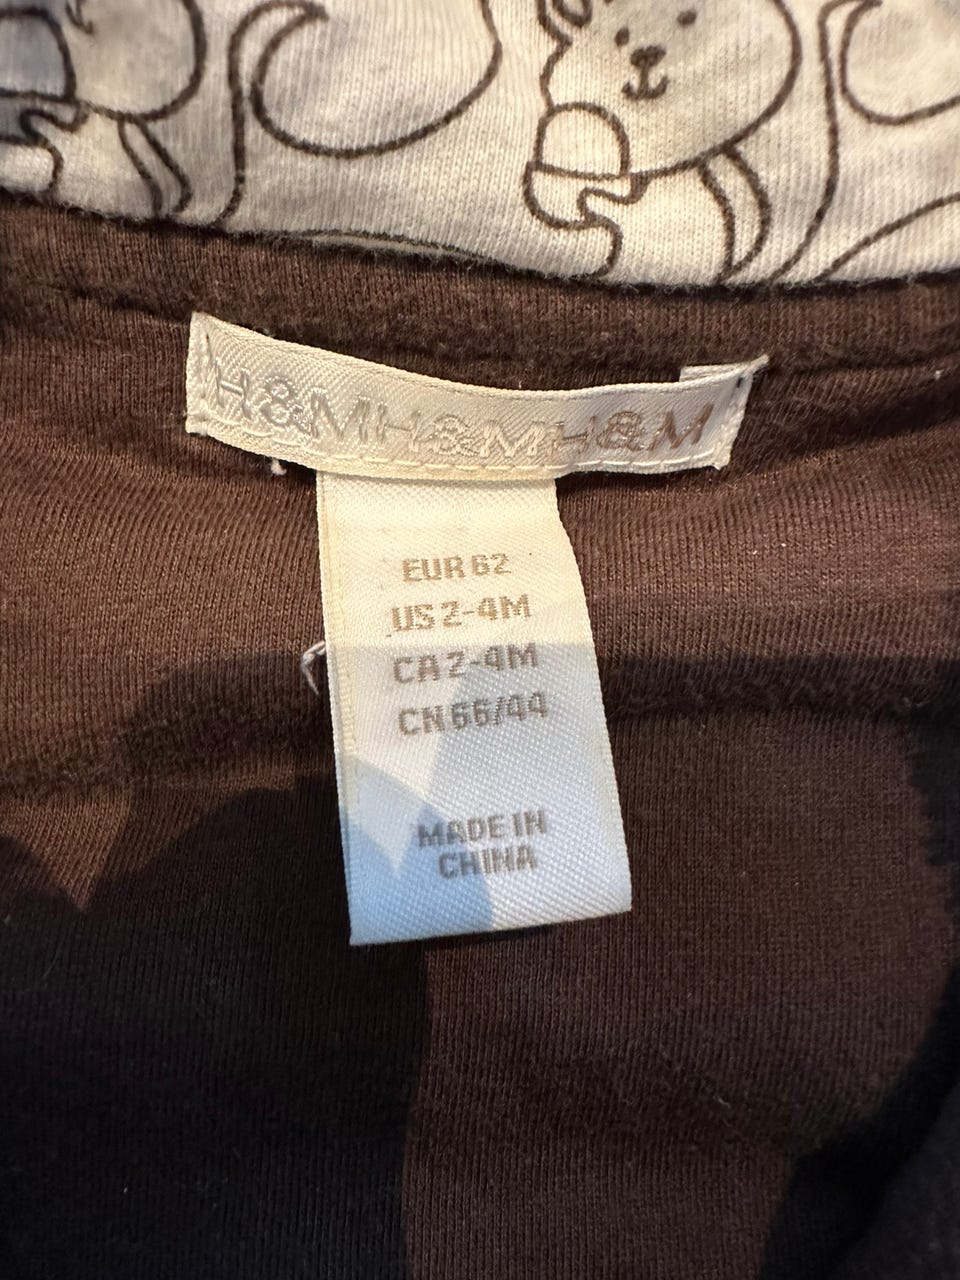 H&MH&MH&M
EUR 62
US 2-4M
CA 2-4M
CN 66/44
MADE IN
CHINA